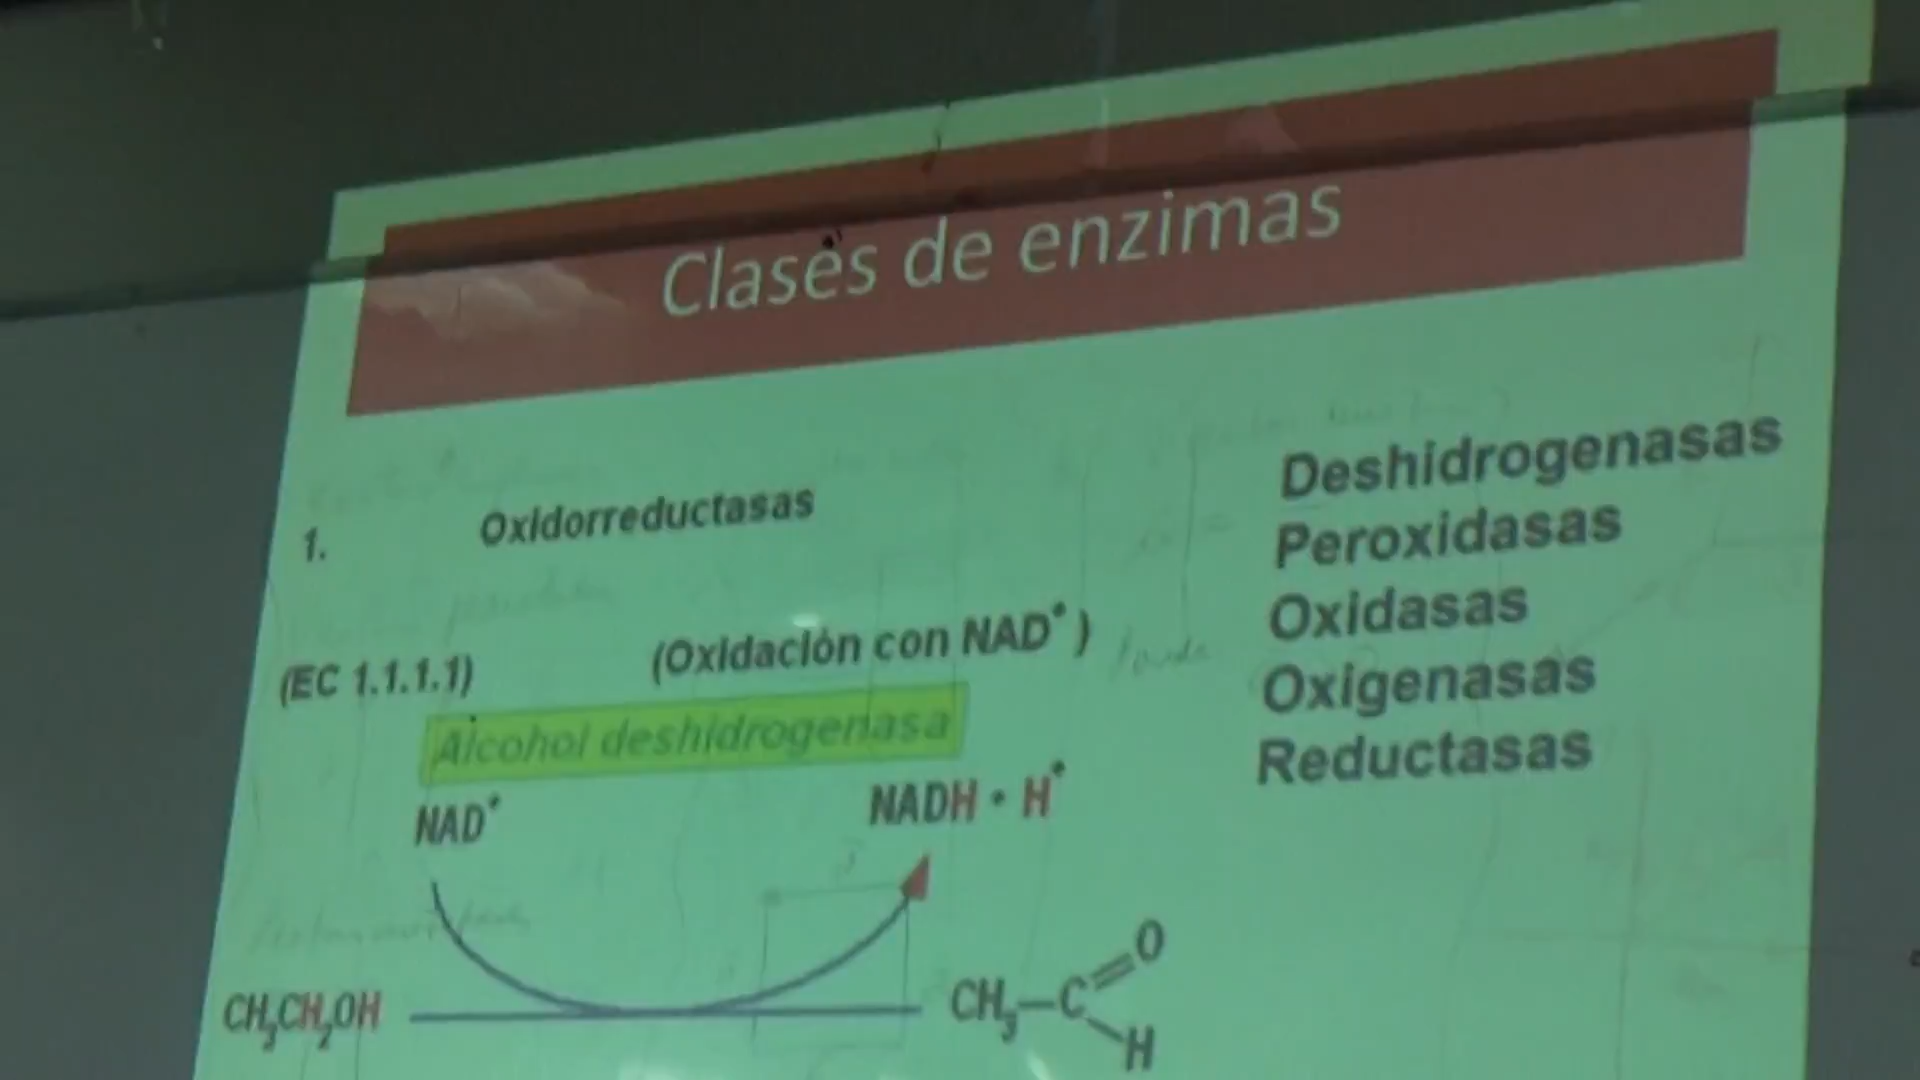 Clases de enzimas
1. Oxidorreductasas
(EC 1.1.1.1) (Oxidación con NAD⁺)
Alcohol deshidrogenasa
NAD⁺ NADH + H⁺
CH₃CH₂OH CH₃—C
O
H
Deshidrogenasas
Peroxidasas
Oxidasas
Oxigenasas
Reductasas